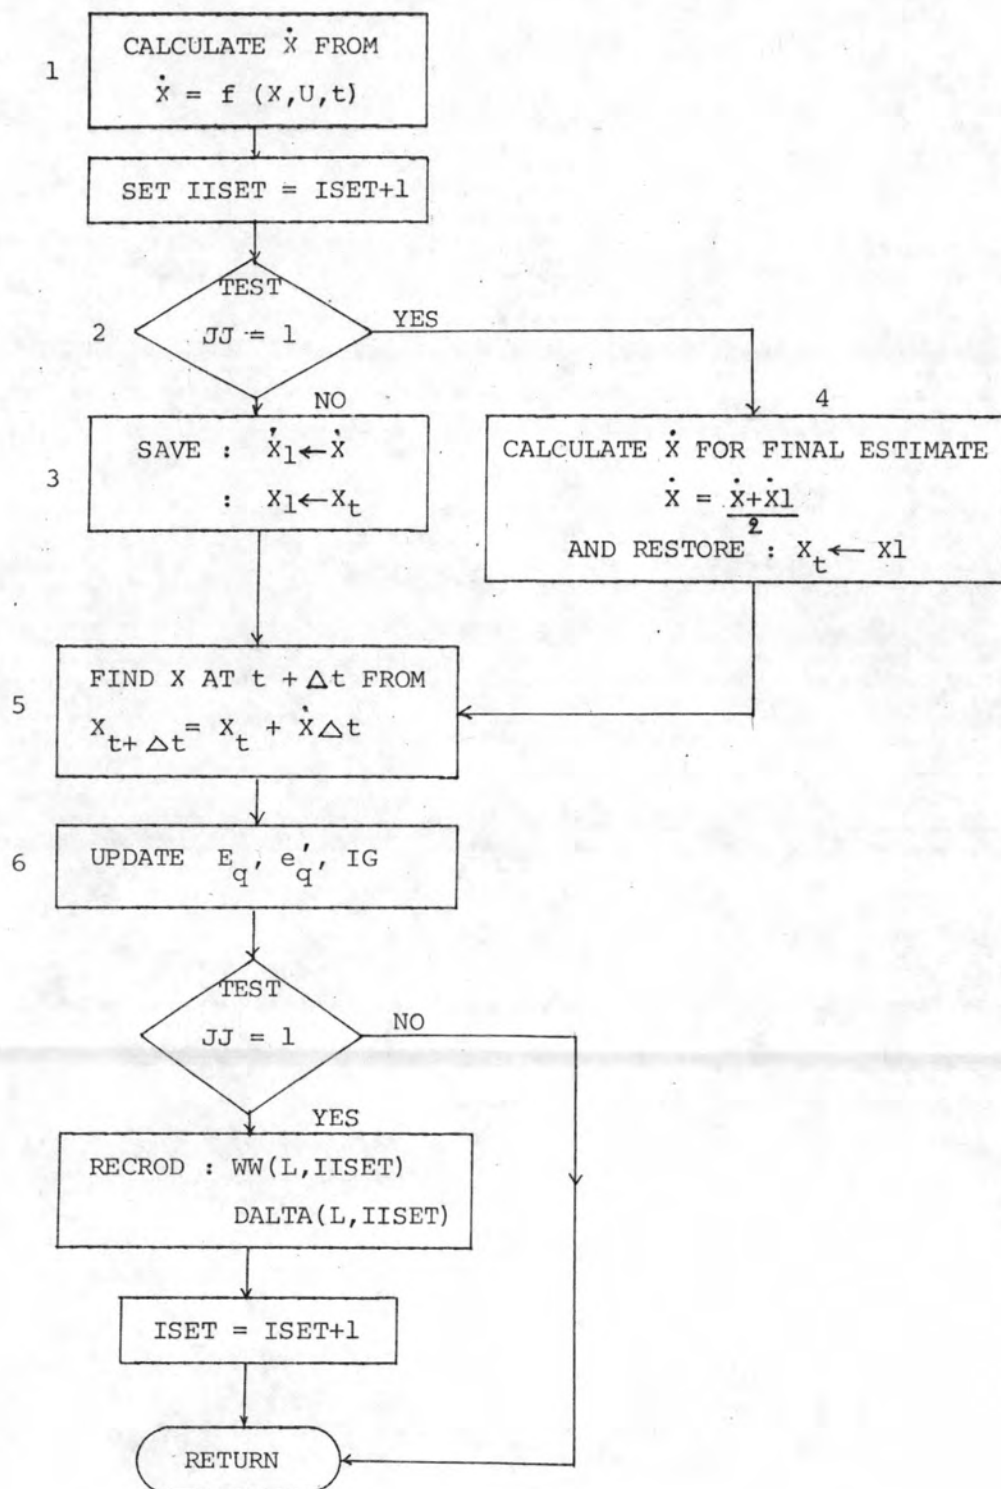 1
CALCULATE Ẋ FROM
Ẋ = f (X,U,t)
SET IISET = ISET+1
2
TEST
JJ = 1
YES
NO
3
SAVE : Ẋ1←Ẋ
: X1←Xt
4
CALCULATE Ẋ FOR FINAL ESTIMATE
Ẋ = Ẋ+Ẋ1
2
AND RESTORE : Xt← X1
5
FIND X AT t + Δt FROM
Xt+Δt= Xt + ẊΔt
6
UPDATE Eq, e'q, IG
TEST
JJ = 1
NO
YES
RECROD : WW(L,IISET)
DALTA(L,IISET)
ISET = ISET+1
RETURN